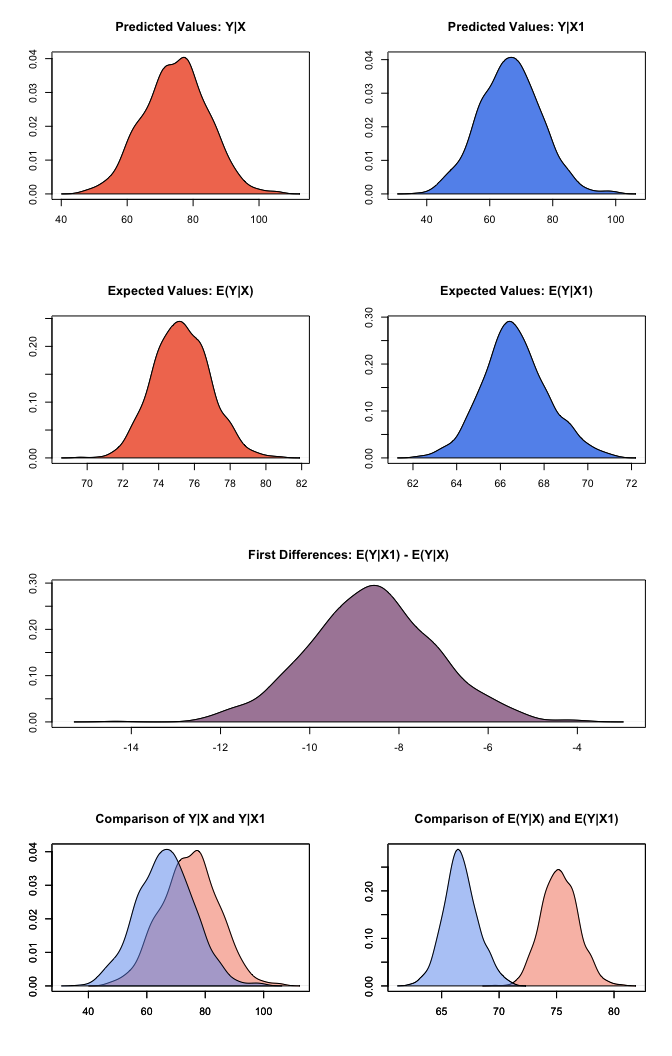 Predicted Values: Y|X
0.00 0.01 0.02 0.03 0.04
40 60 80 100
Predicted Values: Y|X1
0.00 0.01 0.02 0.03 0.04
40 60 80 100
Expected Values: E(Y|X)
0.00 0.10 0.20
70 72 74 76 78 80 82
Expected Values: E(Y|X1)
0.00 0.10 0.20 0.30
62 64 66 68 70 72
First Differences: E(Y|X1) - E(Y|X)
0.00 0.10 0.20 0.30
-14 -12 -10 -8 -6 -4
Comparison of Y|X and Y|X1
0.00 0.01 0.02 0.03 0.04
40 60 80 100
Comparison of E(Y|X) and E(Y|X1)
0.00 0.10 0.20
65 70 75 80